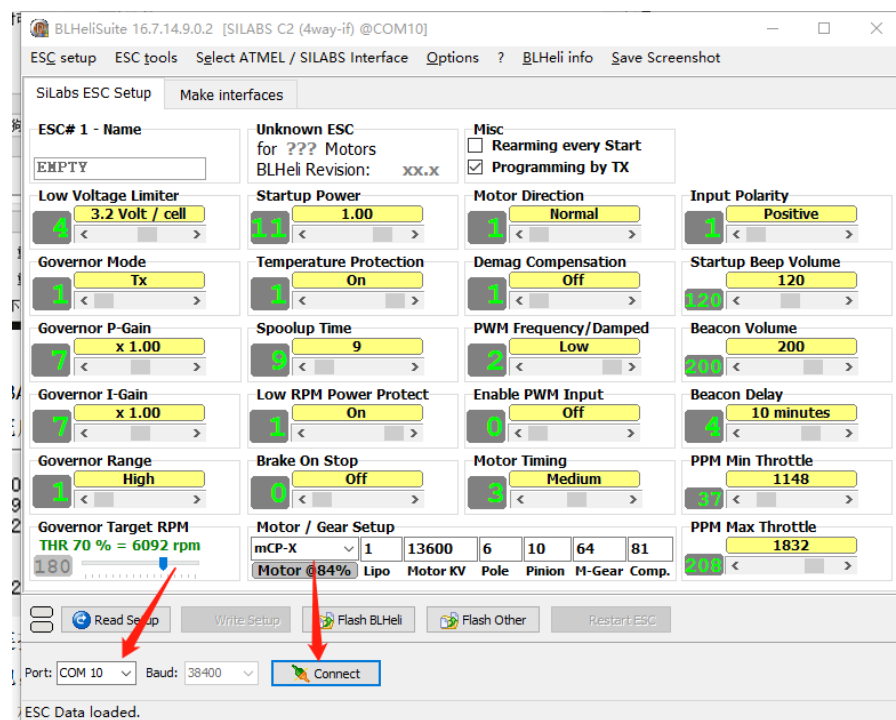 BLHeliSuite 16.7.14.9.0.2 [SILABS C2 (4way-if) @COM10]
ESC setup ESC tools Select ATMEL / SILABS Interface Options ? BLHeli info Save Screenshot
SiLabs ESC Setup Make interfaces
ESC# 1 - Name
EMPTY
Unknown ESC
for ??? Motors
BLHeli Revision: xx.x
Misc
Rearming every Start
Programming by TX
Low Voltage Limiter
4 3.2 Volt / cell
Startup Power
11 1.00
Motor Direction
1 Normal
Input Polarity
1 Positive
Governor Mode
1 Tx
Temperature Protection
1 On
Demag Compensation
1 Off
Startup Beep Volume
120 120
Governor P-Gain
7 x 1.00
Spoolup Time
9 9
PWM Frequency/Damped
2 Low
Beacon Volume
200 200
Governor I-Gain
7 x 1.00
Low RPM Power Protect
1 On
Enable PWM Input
0 Off
Beacon Delay
4 10 minutes
Governor Range
1 High
Brake On Stop
0 Off
Motor Timing
3 Medium
PPM Min Throttle
37 1148
Governor Target RPM
THR 70 % = 6092 rpm
180
Motor / Gear Setup
mCP-X 1 13600 6 10 64 81
Motor @84% Lipo Motor KV Pole Pinion M-Gear Comp.
PPM Max Throttle
208 1832
Read Setup Write Setup Flash BLHeli Flash Other Restart ESC
Port: COM 10 Baud: 38400 Connect
ESC Data loaded.